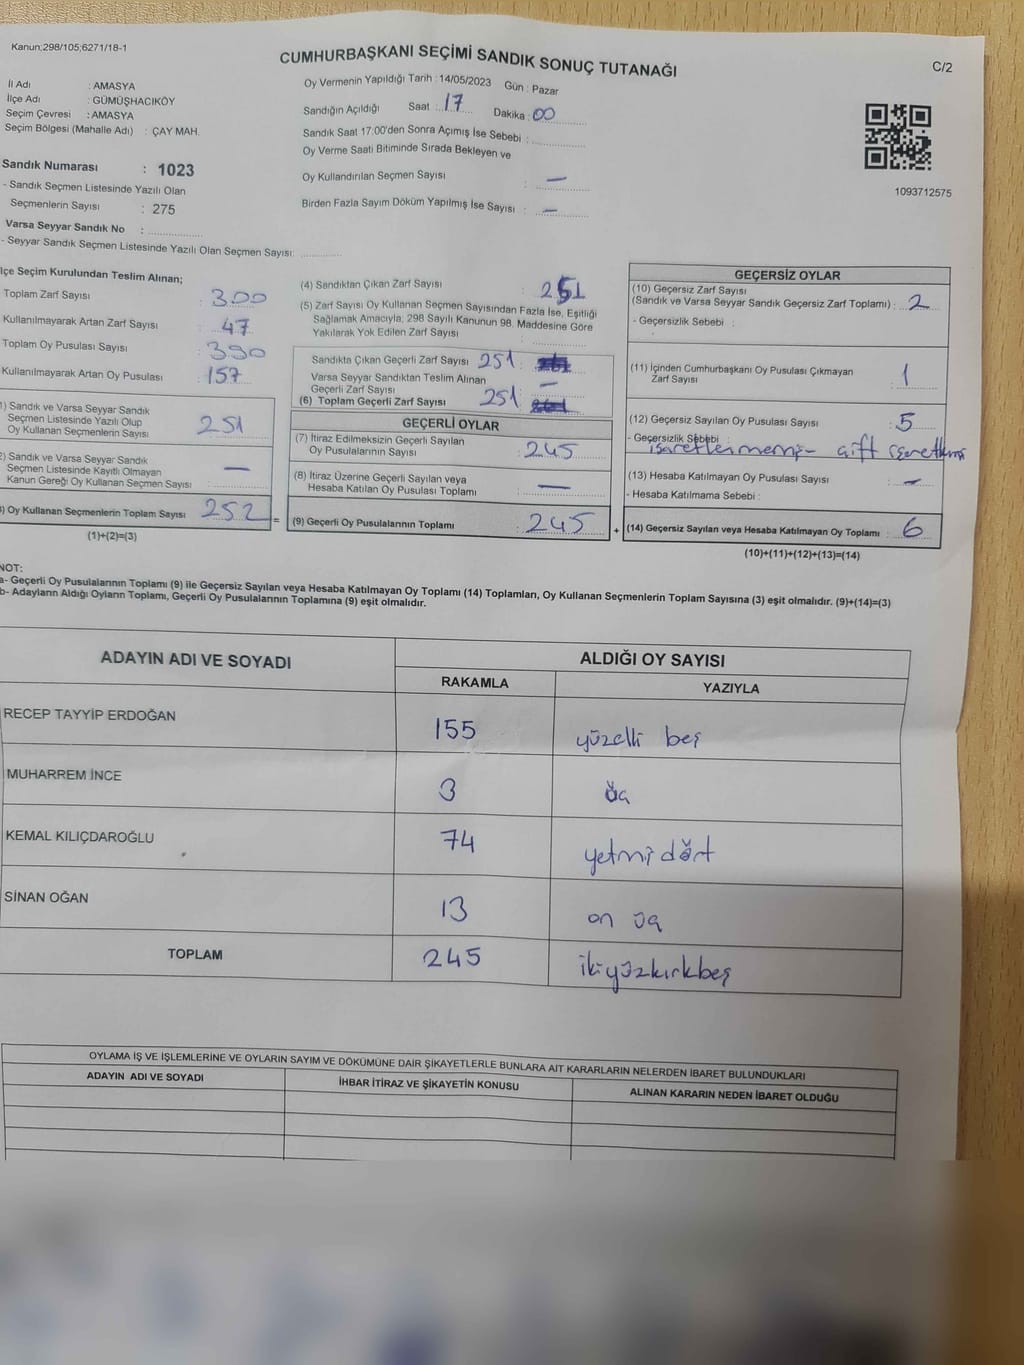 Kanun;298/105;6271/18-1
CUMHURBAŞKANI SEÇİMİ SANDIK SONUÇ TUTANAĞI
C/2
İl Adı : AMASYA
İlçe Adı : GÜMÜŞHACIKÖY
Seçim Çevresi : AMASYA
Seçim Bölgesi (Mahalle Adı) : ÇAY MAH.
Oy Vermenin Yapıldığı Tarih : 14/05/2023 Gün : Pazar
Sandığın Açıldığı Saat : 17 Dakika : 00
Sandık Saat 17:00'den Sonra Açımış İse Sebebi :
Oy Verme Saati Bitiminde Sırada Bekleyen ve
Oy Kullandırılan Seçmen Sayısı : —
Birden Fazla Sayım Döküm Yapılmış İse Sayısı : —
1093712575
Sandık Numarası : 1023
- Sandık Seçmen Listesinde Yazılı Olan
Seçmenlerin Sayısı : 275
Varsa Seyyar Sandık No :
- Seyyar Sandık Seçmen Listesinde Yazılı Olan Seçmen Sayısı:
lçe Seçim Kurulundan Teslim Alınan;
Toplam Zarf Sayısı : 300
Kullanılmayarak Artan Zarf Sayısı : 47
Toplam Oy Pusulası Sayısı : 390
Kullanılmayarak Artan Oy Pusulası : 157
1) Sandık ve Varsa Seyyar Sandık
Seçmen Listesinde Yazılı Olup
Oy Kullanan Seçmenlerin Sayısı : 251
2) Sandık ve Varsa Seyyar Sandık
Seçmen Listesinde Kayıtlı Olmayan
Kanun Gereği Oy Kullanan Seçmen Sayısı : —
) Oy Kullanan Seçmenlerin Toplam Sayısı : 252 =
(1)+(2)=(3)
(4) Sandıktan Çıkan Zarf Sayısı : 251
(5) Zarf Sayısı Oy Kullanan Seçmen Sayısından Fazla İse, Eşitliği
Sağlamak Amacıyla; 298 Sayılı Kanunun 98. Maddesine Göre
Yakılarak Yok Edilen Zarf Sayısı :
Sandıkta Çıkan Geçerli Zarf Sayısı 251
Varsa Seyyar Sandıktan Teslim Alınan
Geçerli Zarf Sayısı —
(6) Toplam Geçerli Zarf Sayısı 251
GEÇERLİ OYLAR
(7) İtiraz Edilmeksizin Geçerli Sayılan
Oy Pusulalarının Sayısı : 245
(8) İtiraz Üzerine Geçerli Sayılan veya
Hesaba Katılan Oy Pusulası Toplamı : —
(9) Geçerli Oy Pusulalarının Toplamı : 245 +
GEÇERSİZ OYLAR
(10) Geçersiz Zarf Sayısı
(Sandık ve Varsa Seyyar Sandık Geçersiz Zarf Toplamı) : 2
- Geçersizlik Sebebi :
(11) İçinden Cumhurbaşkanı Oy Pusulası Çıkmayan
Zarf Sayısı : 1
(12) Geçersiz Sayılan Oy Pusulası Sayısı : 5
- Geçersizlik Sebebi :
(13) Hesaba Katılmayan Oy Pusulası Sayısı : —
- Hesaba Katılmama Sebebi :
(14) Geçersiz Sayılan veya Hesaba Katılmayan Oy Toplamı : 6
(10)+(11)+(12)+(13)=(14)
NOT:
a- Geçerli Oy Pusulalarının Toplamı (9) ile Geçersiz Sayılan veya Hesaba Katılmayan Oy Toplamı (14) Toplamları, Oy Kullanan Seçmenlerin Toplam Sayısına (3) eşit olmalıdır. (9)+(14)=(3)
b- Adayların Aldığı Oyların Toplamı, Geçerli Oy Pusulalarının Toplamına (9) eşit olmalıdır.
ADAYIN ADI VE SOYADI
ALDIĞI OY SAYISI
RAKAMLA YAZIYLA
RECEP TAYYİP ERDOĞAN 155 yüzelli beş
MUHARREM İNCE 3 üç
KEMAL KILIÇDAROĞLU 74 yetmi dört
SİNAN OĞAN 13 on üç
TOPLAM 245 ikiyüzkırkbeş
OYLAMA İŞ VE İŞLEMLERİNE VE OYLARIN SAYIM VE DÖKÜMÜNE DAİR ŞİKAYETLERLE BUNLARA AİT KARARLARIN NELERDEN İBARET BULUNDUKLARI
ADAYIN ADI VE SOYADI İHBAR İTİRAZ VE ŞİKAYETİN KONUSU ALINAN KARARIN NEDEN İBARET OLDUĞU